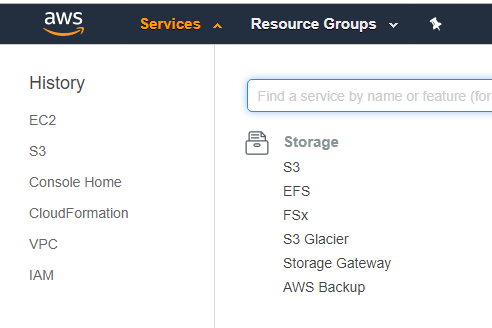 aws Services Resource Groups
History
EC2
S3
Console Home
CloudFormation
VPC
IAM
Find a service by name or feature (for
Storage
S3
EFS
FSx
S3 Glacier
Storage Gateway
AWS Backup